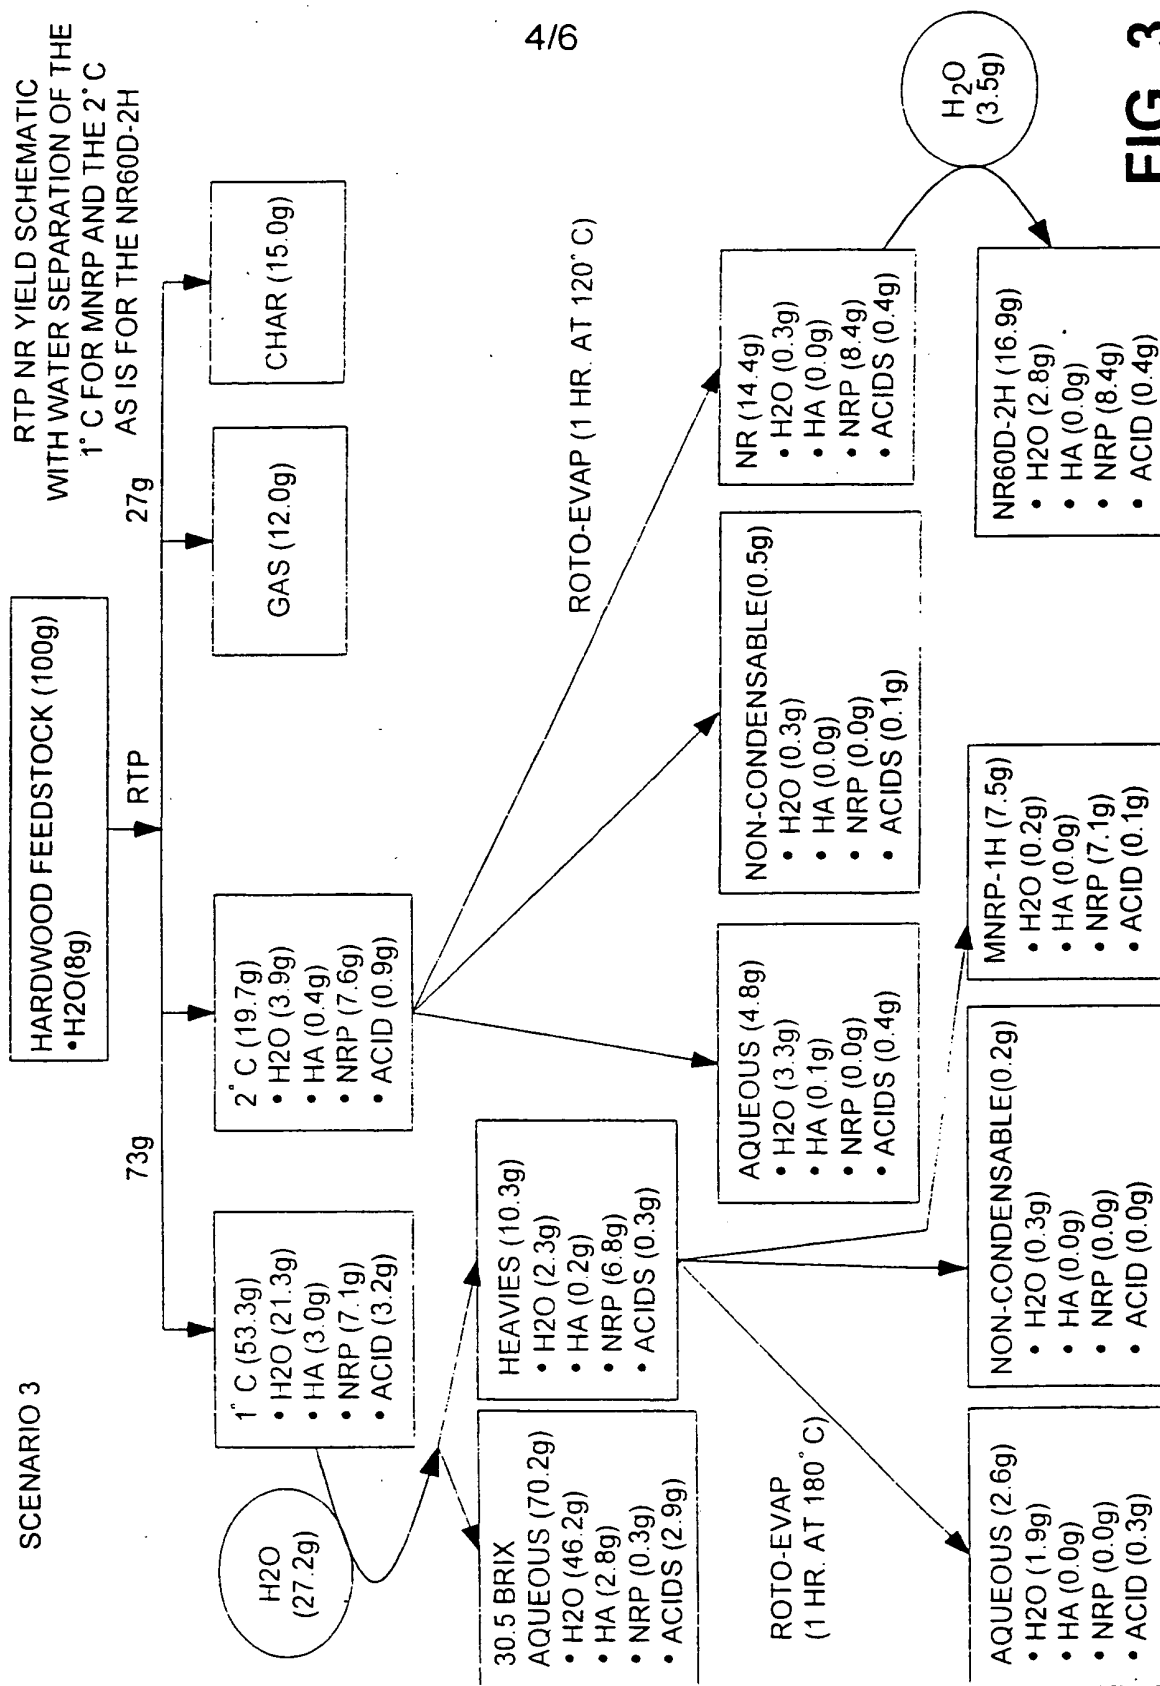 4/6
SCENARIO 3
RTP NR YIELD SCHEMATIC
WITH WATER SEPARATION OF THE
1°C FOR MNRP AND THE 2°C
AS IS FOR THE NR60D-2H
HARDWOOD FEEDSTOCK (100g)
•H2O(8g)
RTP
73g
27g
1°C (53.3g)
• H2O (21.3g)
• HA (3.0g)
• NRP (7.1g)
• ACID (3.2g)
2°C (19.7g)
• H2O (3.9g)
• HA (0.4g)
• NRP (7.6g)
• ACID (0.9g)
GAS (12.0g)
CHAR (15.0g)
H2O
(27.2g)
30.5 BRIX
AQUEOUS (70.2g)
• H2O (46.2g)
• HA (2.8g)
• NRP (0.3g)
• ACIDS (2.9g)
HEAVIES (10.3g)
• H2O (2.3g)
• HA (0.2g)
• NRP (6.8g)
• ACIDS (0.3g)
ROTO-EVAP (1 HR. AT 120°C)
AQUEOUS (4.8g)
• H2O (3.3g)
• HA (0.1g)
• NRP (0.0g)
• ACIDS (0.4g)
NON-CONDENSABLE(0.5g)
• H2O (0.3g)
• HA (0.0g)
• NRP (0.0g)
• ACIDS (0.1g)
NR (14.4g)
• H2O (0.3g)
• HA (0.0g)
• NRP (8.4g)
• ACIDS (0.4g)
H2O
(3.5g)
ROTO-EVAP
(1 HR. AT 180°C)
AQUEOUS (2.6g)
• H2O (1.9g)
• HA (0.0g)
• NRP (0.0g)
• ACID (0.3g)
NON-CONDENSABLE(0.2g)
• H2O (0.3g)
• HA (0.0g)
• NRP (0.0g)
• ACID (0.0g)
MNRP-1H (7.5g)
• H2O (0.2g)
• HA (0.0g)
• NRP (7.1g)
• ACID (0.1g)
NR60D-2H (16.9g)
• H2O (2.8g)
• HA (0.0g)
• NRP (8.4g)
• ACID (0.4g)
FIG. 3